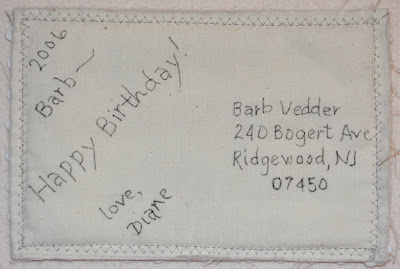 2006
Barb —
Happy Birthday!
love,
Diane
Barb Vedder
240 Bogert Ave
Ridgewood, NJ
07450